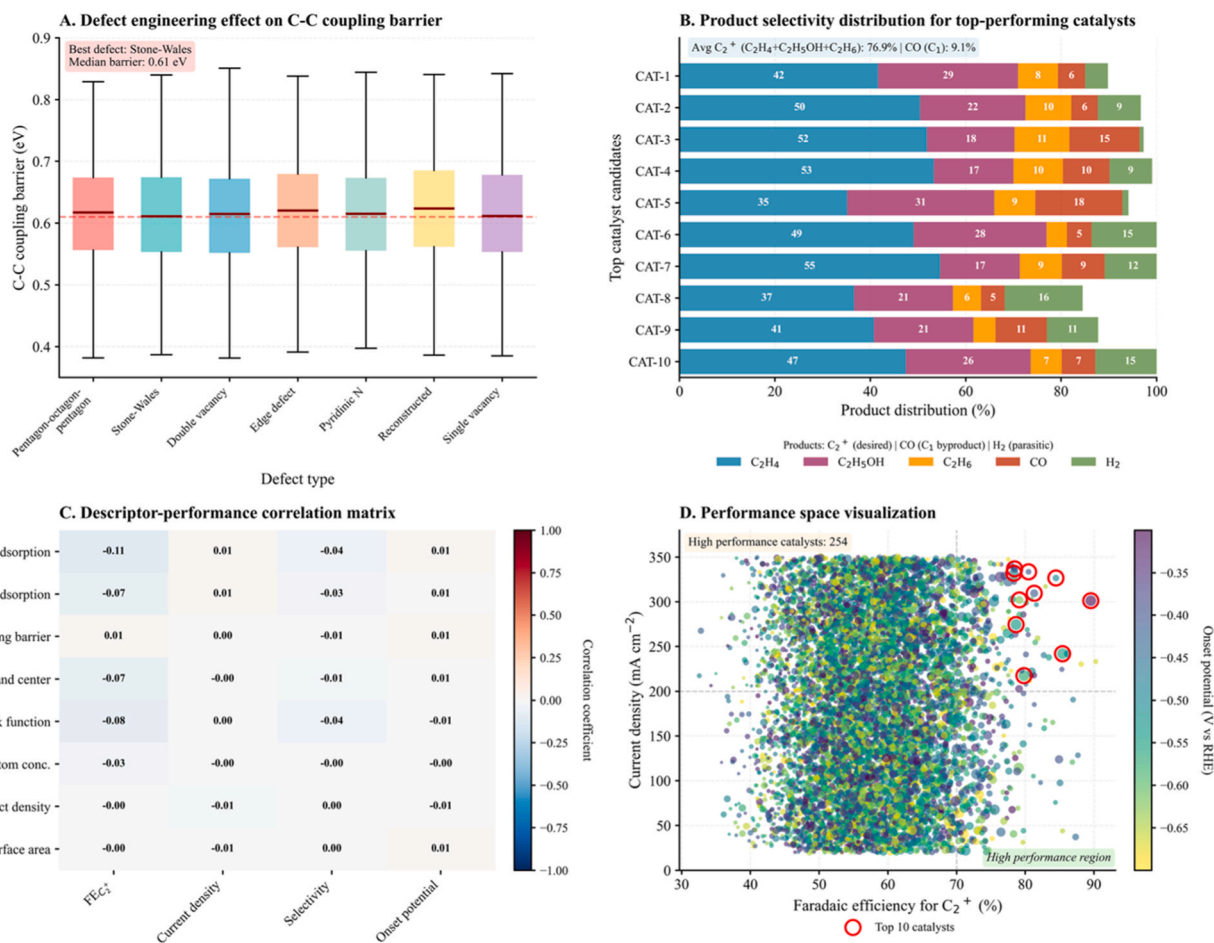 A. Defect engineering effect on C-C coupling barrier
Best defect: Stone-Wales
Median barrier: 0.61 eV
C-C coupling barrier (eV)
0.9
0.8
0.7
0.6
0.5
0.4
Pentagon-octagon-
pentagon
Stone-Wales
Double vacancy
Edge defect
Pyridinic N
Reconstructed
Single vacancy
Defect type
B. Product selectivity distribution for top-performing catalysts
Avg C₂⁺ (C₂H₄+C₂H₅OH+C₂H₆): 76.9% | CO (C₁): 9.1%
Top catalyst candidates
CAT-1 42 29 8 6
CAT-2 50 22 10 6 9
CAT-3 52 18 11 15
CAT-4 53 17 10 10 9
CAT-5 35 31 9 18
CAT-6 49 28 5 15
CAT-7 55 17 9 9 12
CAT-8 37 21 6 5 16
CAT-9 41 21 11 11
CAT-10 47 26 7 7 15
0 20 40 60 80 100
Product distribution (%)
Products: C₂⁺ (desired) | CO (C₁ byproduct) | H₂ (parasitic)
C₂H₄ C₂H₅OH C₂H₆ CO H₂
C. Descriptor-performance correlation matrix
dsorption -0.11 0.01 -0.04 0.01
dsorption -0.07 0.01 -0.03 0.01
ng barrier 0.01 0.00 -0.01 0.01
and center -0.07 -0.00 -0.01 0.01
k function -0.08 0.00 -0.04 -0.01
tom conc. -0.03 -0.00 -0.00 -0.00
ct density -0.00 -0.01 0.00 -0.01
rface area -0.00 -0.01 0.00 0.01
FE C₂⁺
Current density
Selectivity
Onset potential
1.00
0.75
0.50
0.25
0.00
−0.25
−0.50
−0.75
−1.00
Correlation coefficient
D. Performance space visualization
High performance catalysts: 254
Current density (mA cm⁻²)
350
300
250
200
150
100
50
0
High performance region
30 40 50 60 70 80 90
Faradaic efficiency for C₂⁺ (%)
Top 10 catalysts
−0.35
−0.40
−0.45
−0.50
−0.55
−0.60
−0.65
Onset potential (V vs RHE)